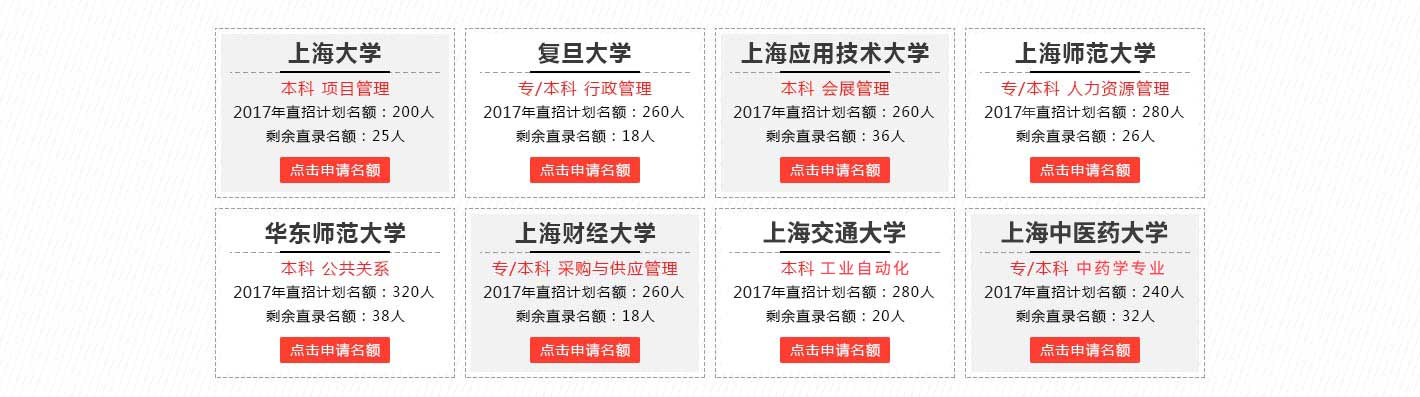 上海大学
本科 项目管理
2017年直招计划名额：200人
剩余直录名额：25人
点击申请名额
复旦大学
专/本科 行政管理
2017年直招计划名额：260人
剩余直录名额：18人
点击申请名额
上海应用技术大学
本科 会展管理
2017年直招计划名额：260人
剩余直录名额：36人
点击申请名额
上海师范大学
专/本科 人力资源管理
2017年直招计划名额：280人
剩余直录名额：26人
点击申请名额
华东师范大学
本科 公共关系
2017年直招计划名额：320人
剩余直录名额：38人
点击申请名额
上海财经大学
专/本科 采购与供应管理
2017年直招计划名额：260人
剩余直录名额：18人
点击申请名额
上海交通大学
本科 工业自动化
2017年直招计划名额：280人
剩余直录名额：20人
点击申请名额
上海中医药大学
专/本科 中药学专业
2017年直招计划名额：240人
剩余直录名额：32人
点击申请名额